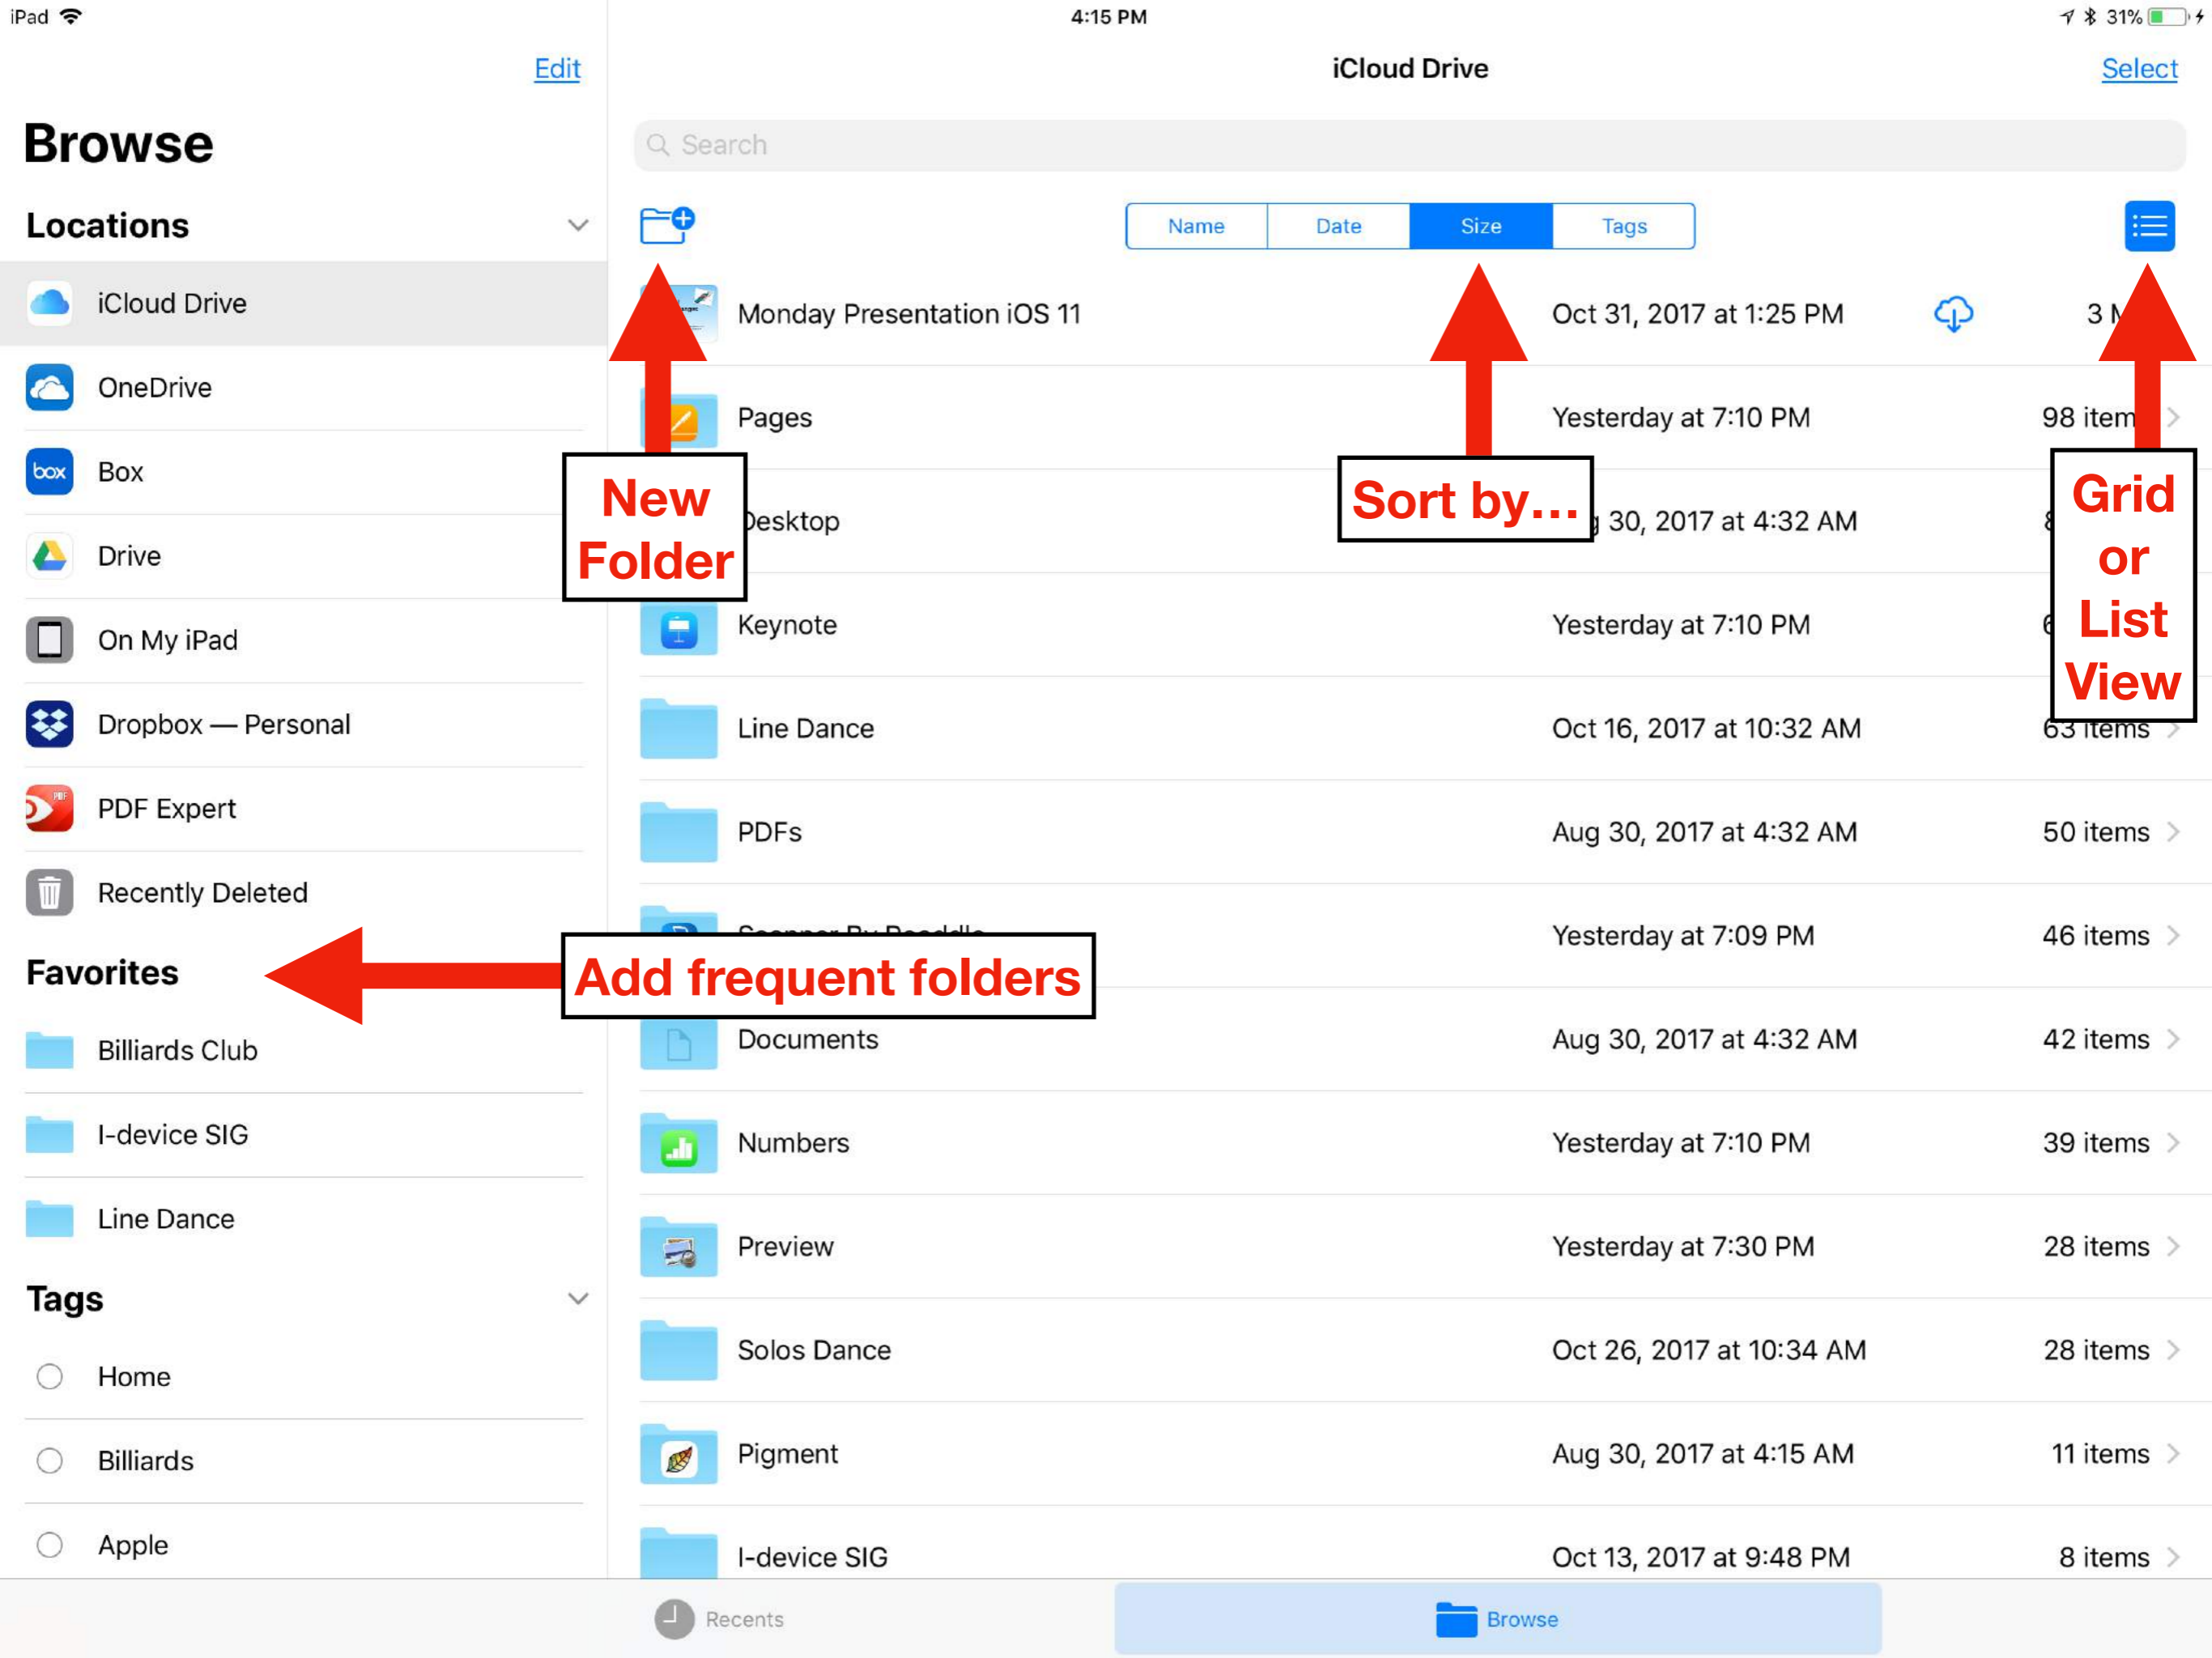 iPad
4:15 PM
31%
Edit
iCloud Drive
Select
Browse
Search
Locations
Name
Date
Size
Tags
iCloud Drive
Monday Presentation iOS 11
Oct 31, 2017 at 1:25 PM
3
OneDrive
Pages
Yesterday at 7:10 PM
98 item
box
Box
New
Folder
Desktop
Sort by...
30, 2017 at 4:32 AM
Grid
or
List
View
Drive
Keynote
Yesterday at 7:10 PM
On My iPad
Dropbox — Personal
Line Dance
Oct 16, 2017 at 10:32 AM
63 items
PDF
PDF Expert
PDFs
Aug 30, 2017 at 4:32 AM
50 items
Recently Deleted
Yesterday at 7:09 PM
46 items
Favorites
Add frequent folders
Billiards Club
Documents
Aug 30, 2017 at 4:32 AM
42 items
I-device SIG
Numbers
Yesterday at 7:10 PM
39 items
Line Dance
Preview
Yesterday at 7:30 PM
28 items
Tags
Solos Dance
Oct 26, 2017 at 10:34 AM
28 items
Home
Billiards
Pigment
Aug 30, 2017 at 4:15 AM
11 items
Apple
I-device SIG
Oct 13, 2017 at 9:48 PM
8 items
Recents
Browse